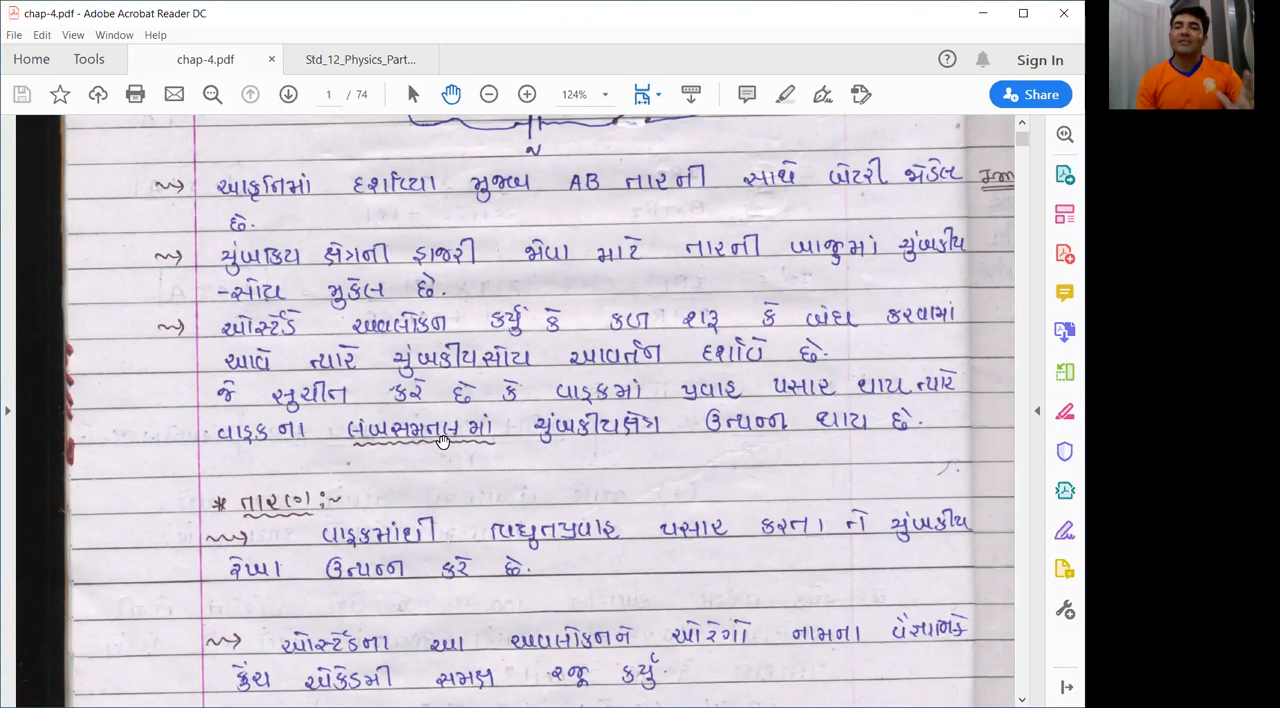 chap-4.pdf - Adobe Acrobat Reader DC
File Edit View Window Help
Home Tools chap-4.pdf × Std_12_Physics_Part... Sign In
1 / 74 124% Share
N
આકૃતિમાં દર્શાવ્યા મુજબ AB તારની સાથે બેટરી જોડેલ Imp
છે.
ચુંબકિય ક્ષેત્રની હાજરી જોવા માટે તારની બાજુમાં ચુંબકીય
-સોય મુકેલ છે.
ઓર્સ્ટેડે અવલોકન કર્યું કે કળ શરૂ કે બંધ કરવામાં
આવે ત્યારે ચુંબકીયસોય આવર્તન દર્શાવે છે.
જે સુચીત કરે છે કે વાહકમાં પ્રવાહ પસાર થાય ત્યારે
વાહકના લંબસમતલમાં ચુંબકીયક્ષેત્ર ઉત્પન્ન થાય છે.
* તારણ :~
વાહકમાંથી વિદ્યુતપ્રવાહ પસાર કરતા તે ચુંબકીય
રેખા ઉત્પન્ન કરે છે.
ઓર્સ્ટેડના આ અવલોકનને ઓરેગો નામના વૈજ્ઞાનિકે
ફ્રેંચ એકેડમી સમક્ષ રજૂ કર્યું.